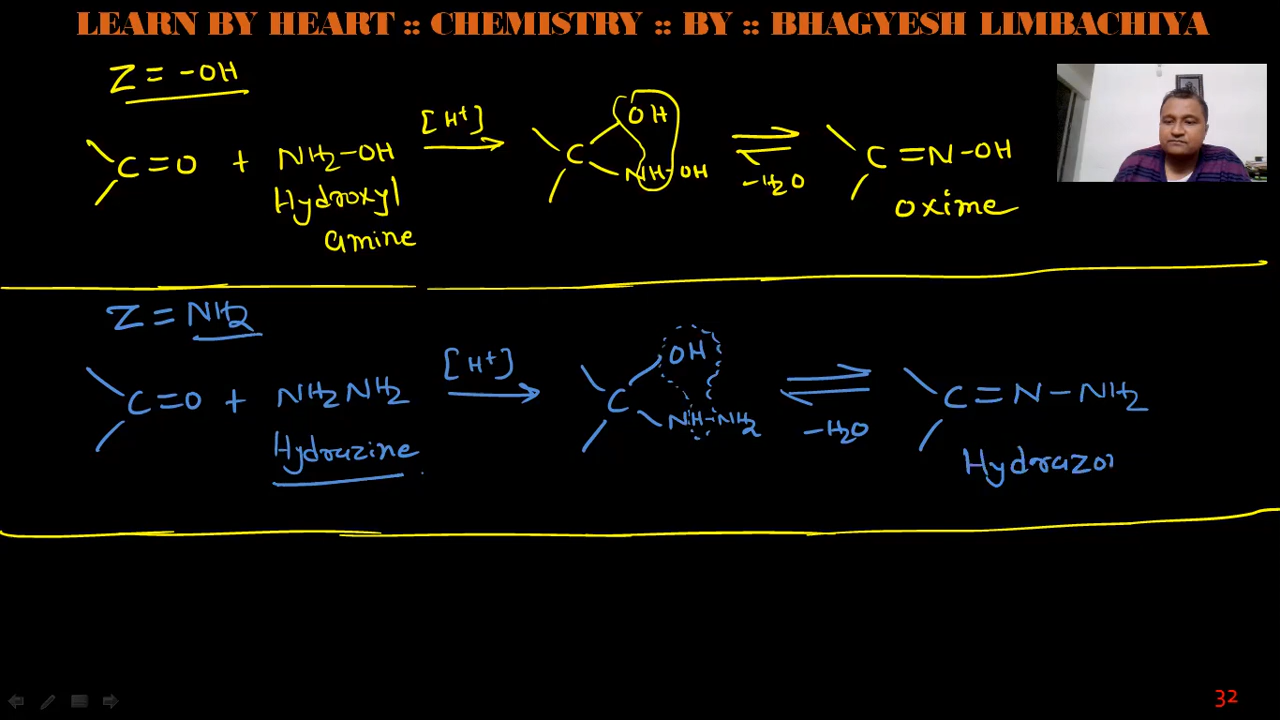 LEARN BY HEART :: CHEMISTRY :: BY :: BHAGYESH LIMBACHIYA
Z = -OH
C=O + NH2-OH [H+] C OH NH-OH -H2O C=N-OH
Hydroxyl
amine
oxime
Z = NH2
C=O + NH2NH2 [H+] C OH NH-NH2 -H2O C=N-NH2
Hydrazine
Hydrazo
32